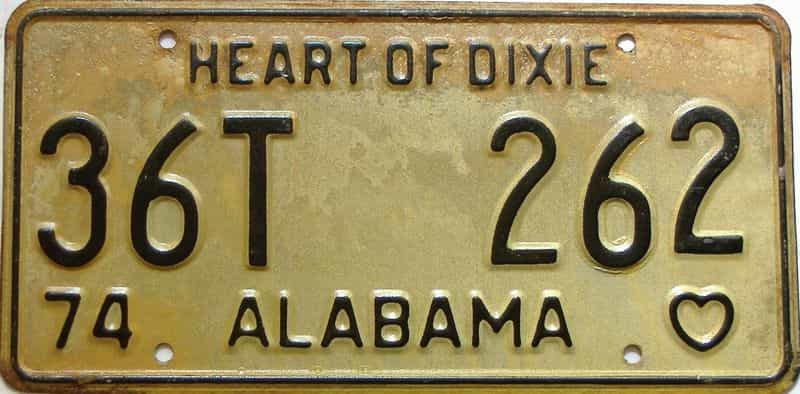 HEART OF DIXIE
36T 262
74 ALABAMA